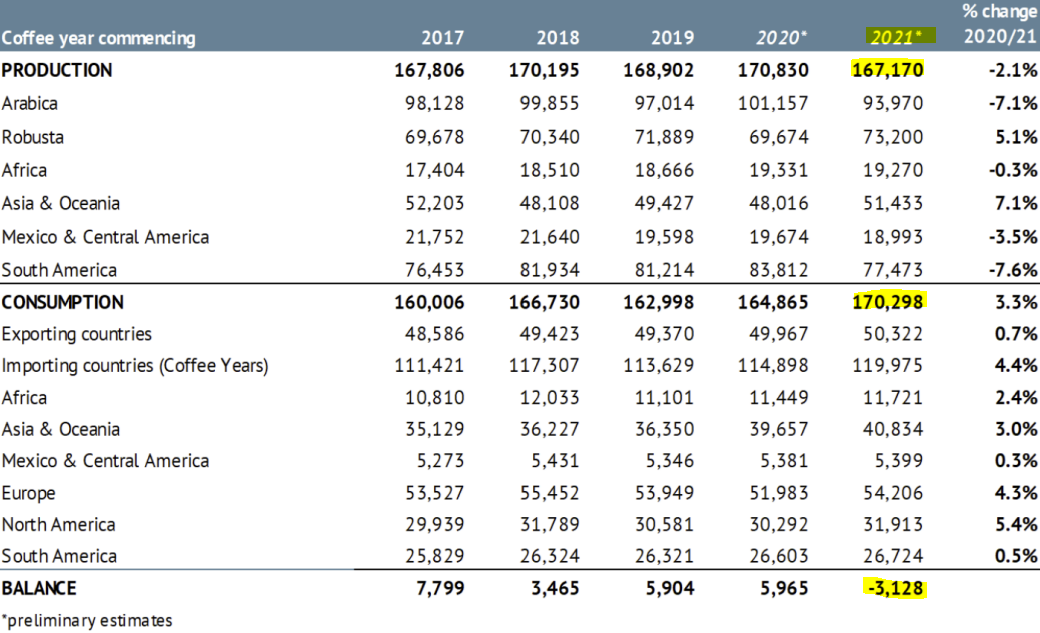 % change
Coffee year commencing 2017 2018 2019 2020* 2021* 2020/21
PRODUCTION 167,806 170,195 168,902 170,830 167,170 -2.1%
Arabica 98,128 99,855 97,014 101,157 93,970 -7.1%
Robusta 69,678 70,340 71,889 69,674 73,200 5.1%
Africa 17,404 18,510 18,666 19,331 19,270 -0.3%
Asia & Oceania 52,203 48,108 49,427 48,016 51,433 7.1%
Mexico & Central America 21,752 21,640 19,598 19,674 18,993 -3.5%
South America 76,453 81,934 81,214 83,812 77,473 -7.6%
CONSUMPTION 160,006 166,730 162,998 164,865 170,298 3.3%
Exporting countries 48,586 49,423 49,370 49,967 50,322 0.7%
Importing countries (Coffee Years) 111,421 117,307 113,629 114,898 119,975 4.4%
Africa 10,810 12,033 11,101 11,449 11,721 2.4%
Asia & Oceania 35,129 36,227 36,350 39,657 40,834 3.0%
Mexico & Central America 5,273 5,431 5,346 5,381 5,399 0.3%
Europe 53,527 55,452 53,949 51,983 54,206 4.3%
North America 29,939 31,789 30,581 30,292 31,913 5.4%
South America 25,829 26,324 26,321 26,603 26,724 0.5%
BALANCE 7,799 3,465 5,904 5,965 -3,128
*preliminary estimates